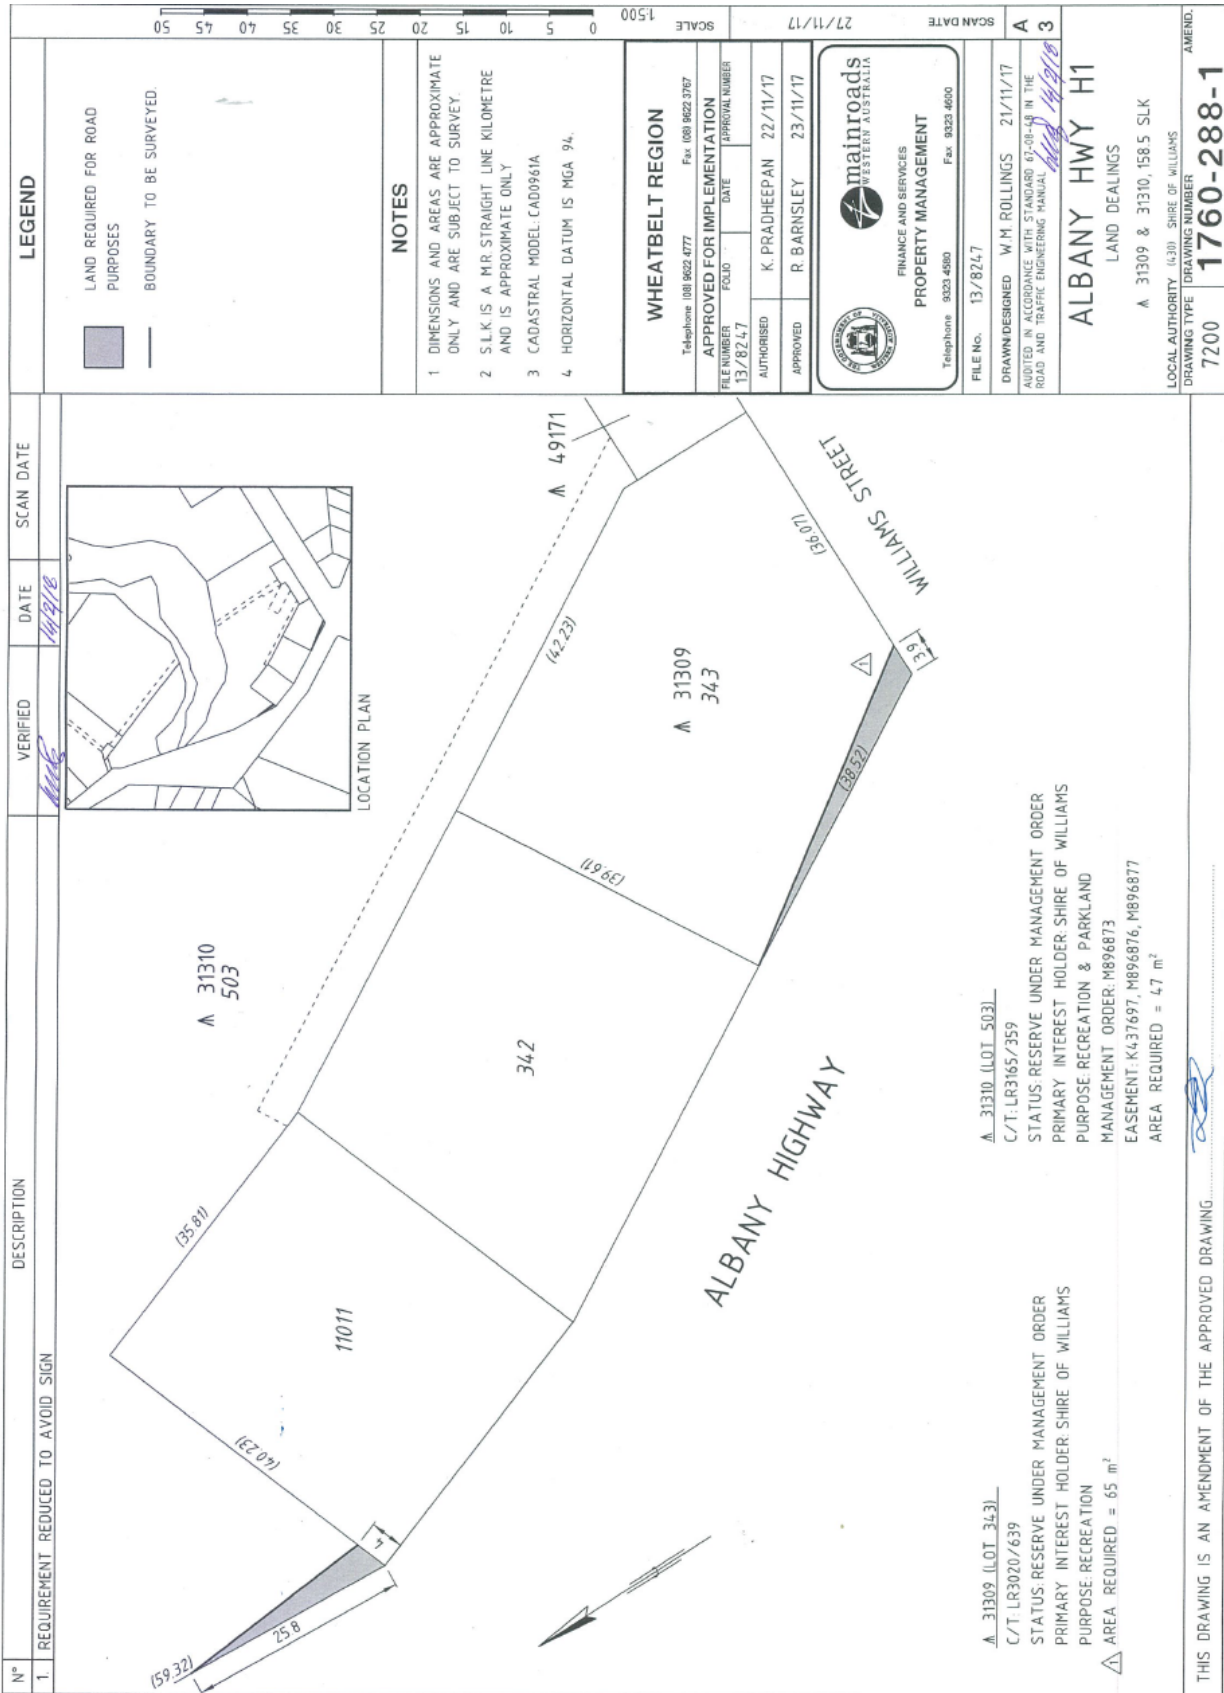 N° DESCRIPTION VERIFIED DATE SCAN DATE
1. REQUIREMENT REDUCED TO AVOID SIGN 14/2/18
LOCATION PLAN
(59.32)
25.8
4
(40.23)
(35.81)
11011
342
31310
503
(39.61)
(42.23)
31309
343
49171
(38.52)
1
3.9
(36.07)
WILLIAMS STREET
ALBANY HIGHWAY
31309 (LOT 343)
C/T: LR3020/639
STATUS: RESERVE UNDER MANAGEMENT ORDER
PRIMARY INTEREST HOLDER: SHIRE OF WILLIAMS
PURPOSE: RECREATION
1 AREA REQUIRED = 65 m²
31310 (LOT 503)
C/T: LR3165/359
STATUS: RESERVE UNDER MANAGEMENT ORDER
PRIMARY INTEREST HOLDER: SHIRE OF WILLIAMS
PURPOSE: RECREATION & PARKLAND
MANAGEMENT ORDER: M896873
EASEMENT: K437697, M896876, M896877
AREA REQUIRED = 47 m²
THIS DRAWING IS AN AMENDMENT OF THE APPROVED DRAWING
LEGEND
LAND REQUIRED FOR ROAD
PURPOSES
BOUNDARY TO BE SURVEYED.
NOTES
1 DIMENSIONS AND AREAS ARE APPROXIMATE
ONLY AND ARE SUBJECT TO SURVEY.
2 S.L.K IS A M.R. STRAIGHT LINE KILOMETRE
AND IS APPROXIMATE ONLY
3 CADASTRAL MODEL: CAD0961A
4 HORIZONTAL DATUM IS MGA 94.
WHEATBELT REGION
Telephone (08) 9622 4777 Fax (08) 9622 3767
APPROVED FOR IMPLEMENTATION
FILE NUMBER FOLIO DATE APPROVAL NUMBER
13/8247
AUTHORISED K. PRADHEEPAN 22/11/17
APPROVED R. BARNSLEY 23/11/17
THE GOVERNMENT OF WESTERN AUSTRALIA
mainroads
WESTERN AUSTRALIA
FINANCE AND SERVICES
PROPERTY MANAGEMENT
Telephone 9323 4580 Fax 9323 4600
FILE No. 13/8247
DRAWN/DESIGNED W.M. ROLLINGS 21/11/17
AUDITED IN ACCORDANCE WITH STANDARD 67-08-48 IN THE
ROAD AND TRAFFIC ENGINEERING MANUAL 14/2/18
A
3
ALBANY HWY H1
LAND DEALINGS
31309 & 31310, 158.5 SLK
LOCAL AUTHORITY (430) SHIRE OF WILLIAMS
DRAWING TYPE DRAWING NUMBER AMEND.
7200 1760-288-1
0 5 10 15 20 25 30 35 40 45 50
SCALE 1:500
SCAN DATE 27/11/17